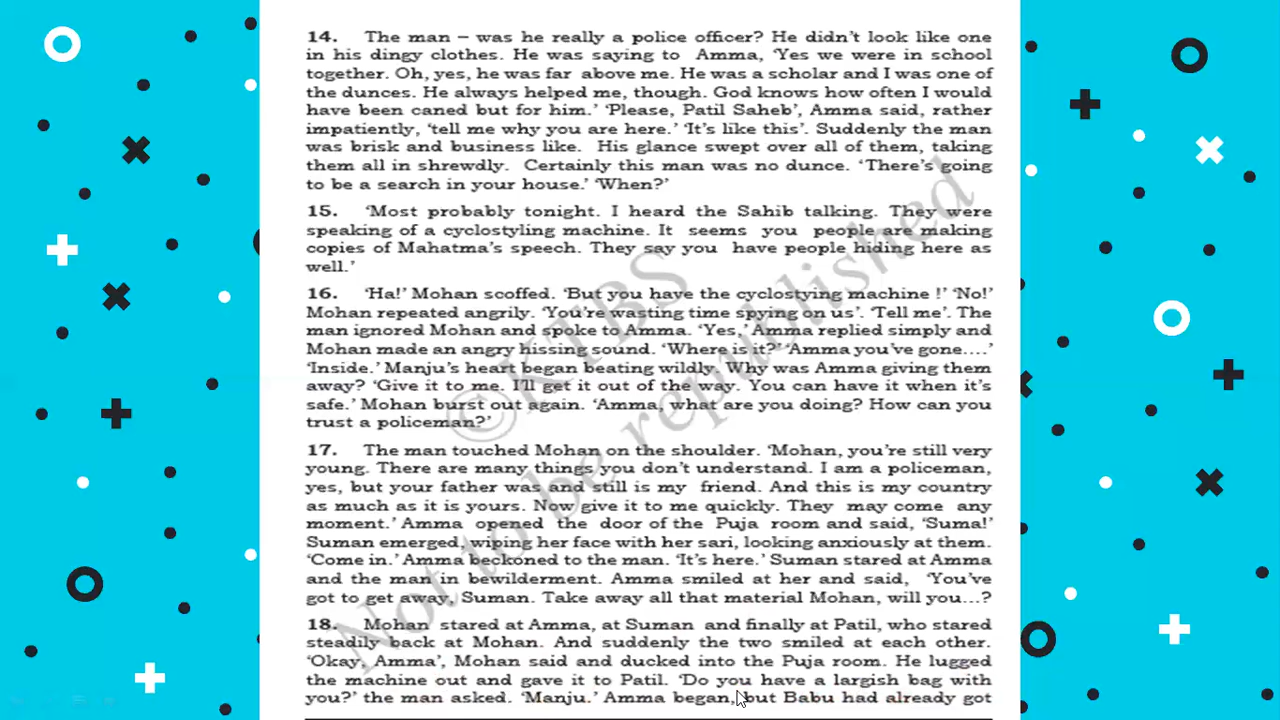 14. The man – was he really a police officer? He didn't look like one
in his dingy clothes. He was saying to Amma, 'Yes we were in school
together. Oh, yes, he was far above me. He was a scholar and I was one of
the dunces. He always helped me, though. God knows how often I would
have been caned but for him.' 'Please, Patil Saheb', Amma said, rather
impatiently, 'tell me why you are here.' 'It's like this'. Suddenly the man
was brisk and business like. His glance swept over all of them, taking
them all in shrewdly. Certainly this man was no dunce. 'There's going
to be a search in your house.' 'When?'
15. 'Most probably tonight. I heard the Sahib talking. They were
speaking of a cyclostyling machine. It seems you people are making
copies of Mahatma's speech. They say you have people hiding here as
well.'
16. 'Ha!' Mohan scoffed. 'But you have the cyclostying machine !' 'No!'
Mohan repeated angrily. 'You're wasting time spying on us'. 'Tell me'. The
man ignored Mohan and spoke to Amma. 'Yes,' Amma replied simply and
Mohan made an angry hissing sound. 'Where is it?' 'Amma you've gone....'
'Inside.' Manju's heart began beating wildly. Why was Amma giving them
away? 'Give it to me. I'll get it out of the way. You can have it when it's
safe.' Mohan burst out again. 'Amma, what are you doing? How can you
trust a policeman?'
17. The man touched Mohan on the shoulder. 'Mohan, you're still very
young. There are many things you don't understand. I am a policeman,
yes, but your father was and still is my friend. And this is my country
as much as it is yours. Now give it to me quickly. They may come any
moment.' Amma opened the door of the Puja room and said, 'Suma!'
Suman emerged, wiping her face with her sari, looking anxiously at them.
'Come in.' Amma beckoned to the man. 'It's here.' Suman stared at Amma
and the man in bewilderment. Amma smiled at her and said, 'You've
got to get away, Suman. Take away all that material Mohan, will you...?
18. Mohan stared at Amma, at Suman and finally at Patil, who stared
steadily back at Mohan. And suddenly the two smiled at each other.
'Okay, Amma', Mohan said and ducked into the Puja room. He lugged
the machine out and gave it to Patil. 'Do you have a largish bag with
you?' the man asked. 'Manju.' Amma began, but Babu had already got
©KTBS
Not to be republished